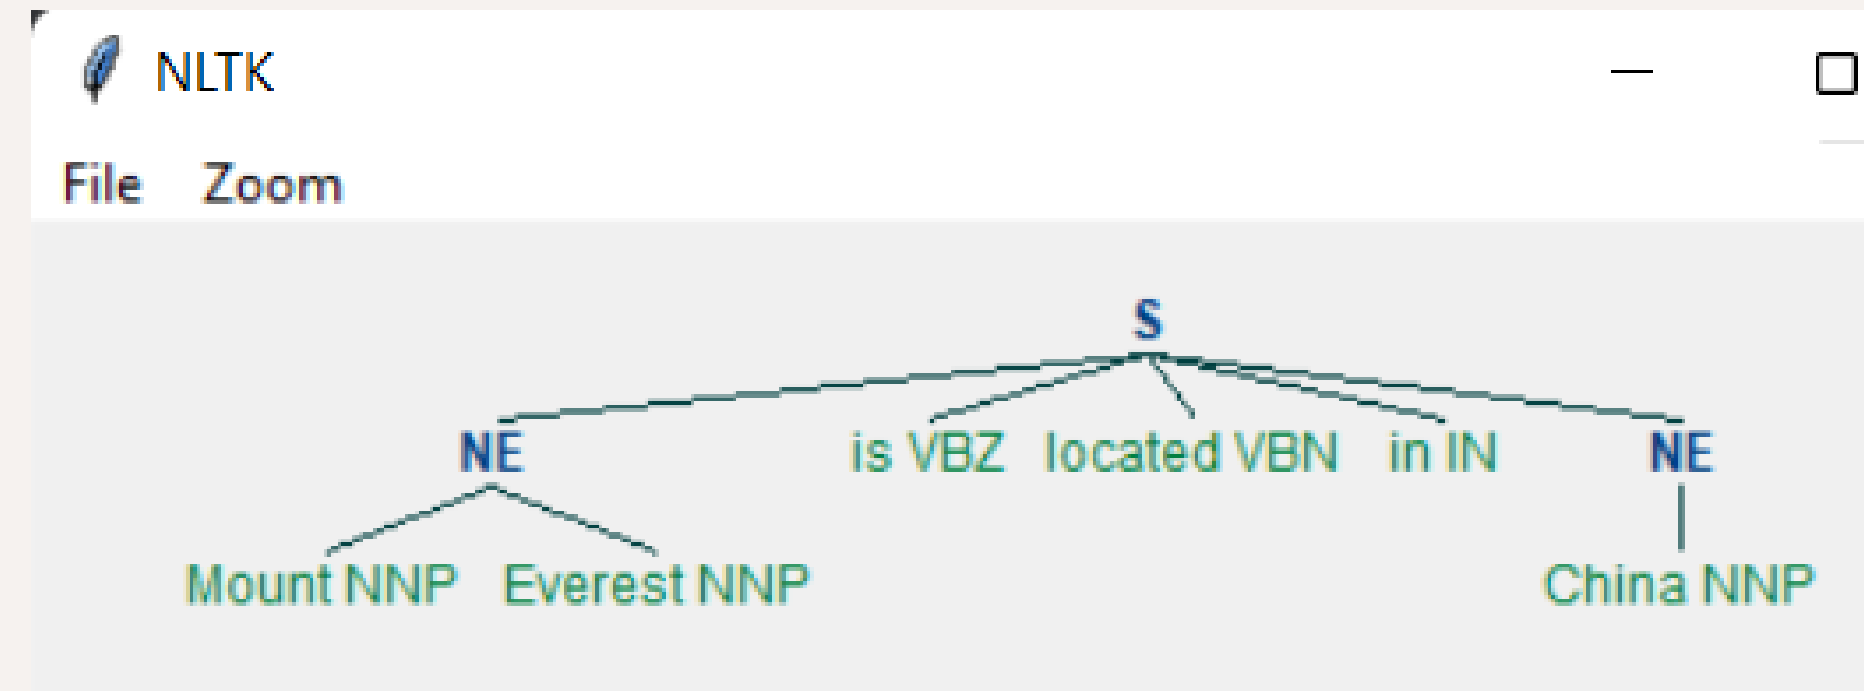 NLTK
File Zoom
S
NE is VBZ located VBN in IN NE
Mount NNP Everest NNP China NNP